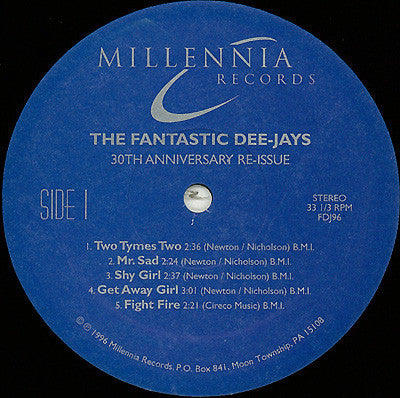 MILLENNIA
RECORDS
THE FANTASTIC DEE-JAYS
30TH ANNIVERSARY RE-ISSUE
SIDE 1
STEREO
33 1/3 RPM
FDJ96
1. Two Tymes Two 2:36 (Newton / Nicholson) B.M.I.
2. Mr. Sad 2:24 (Newton / Nicholson) B.M.I.
3. Shy Girl 2:37 (Newton / Nicholson) B.M.I.
4. Get Away Girl 3:01 (Newton / Nicholson) B.M.I.
5. Fight Fire 2:21 (Cireco Music) B.M.I.
© ℗ 1996 Millennia Records, P.O. Box 841, Moon Township, PA 15108